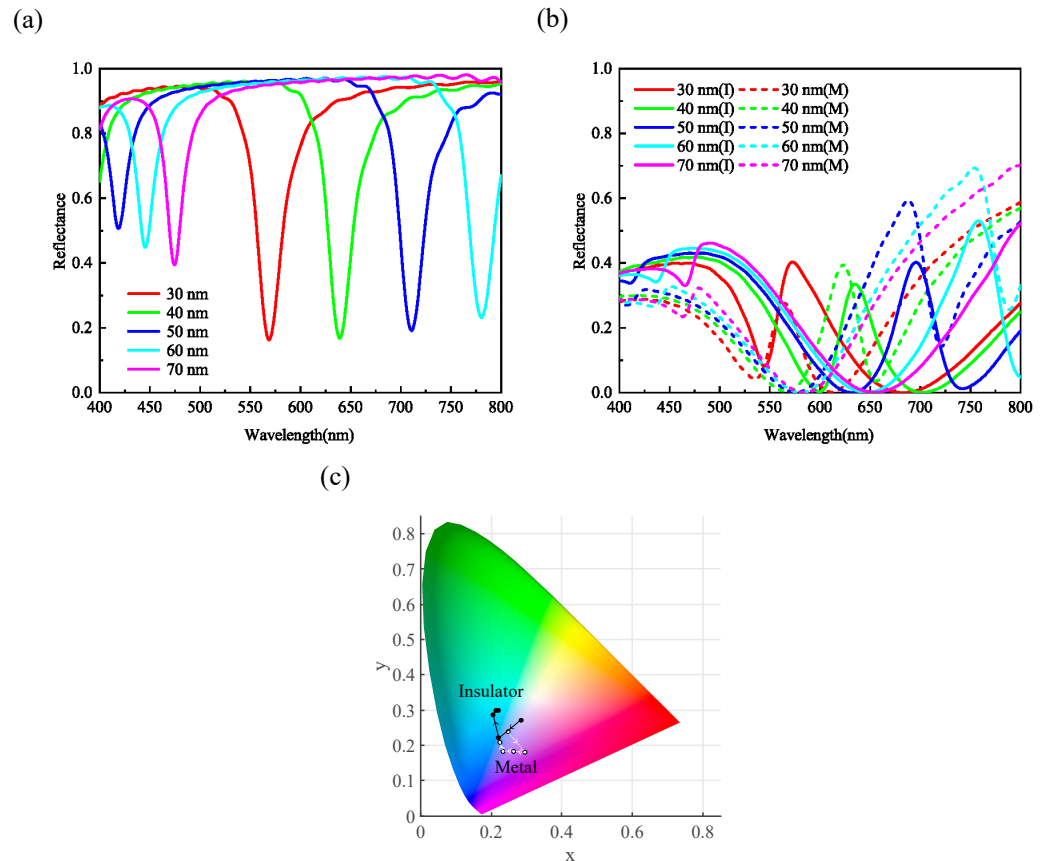 (a)
(b)
1.0
0.8
0.6
0.4
0.2
0.0
Reflectance
30 nm
40 nm
50 nm
60 nm
70 nm
400 450 500 550 600 650 700 750 800
Wavelength(nm)
1.0
0.8
0.6
0.4
0.2
0.0
Reflectance
30 nm(I) 30 nm(M)
40 nm(I) 40 nm(M)
50 nm(I) 50 nm(M)
60 nm(I) 60 nm(M)
70 nm(I) 70 nm(M)
400 450 500 550 600 650 700 750 800
Wavelength(nm)
(c)
0.8
0.7
0.6
0.5
0.4
0.3
0.2
0.1
0
y
Insulator
Metal
0 0.2 0.4 0.6 0.8
x